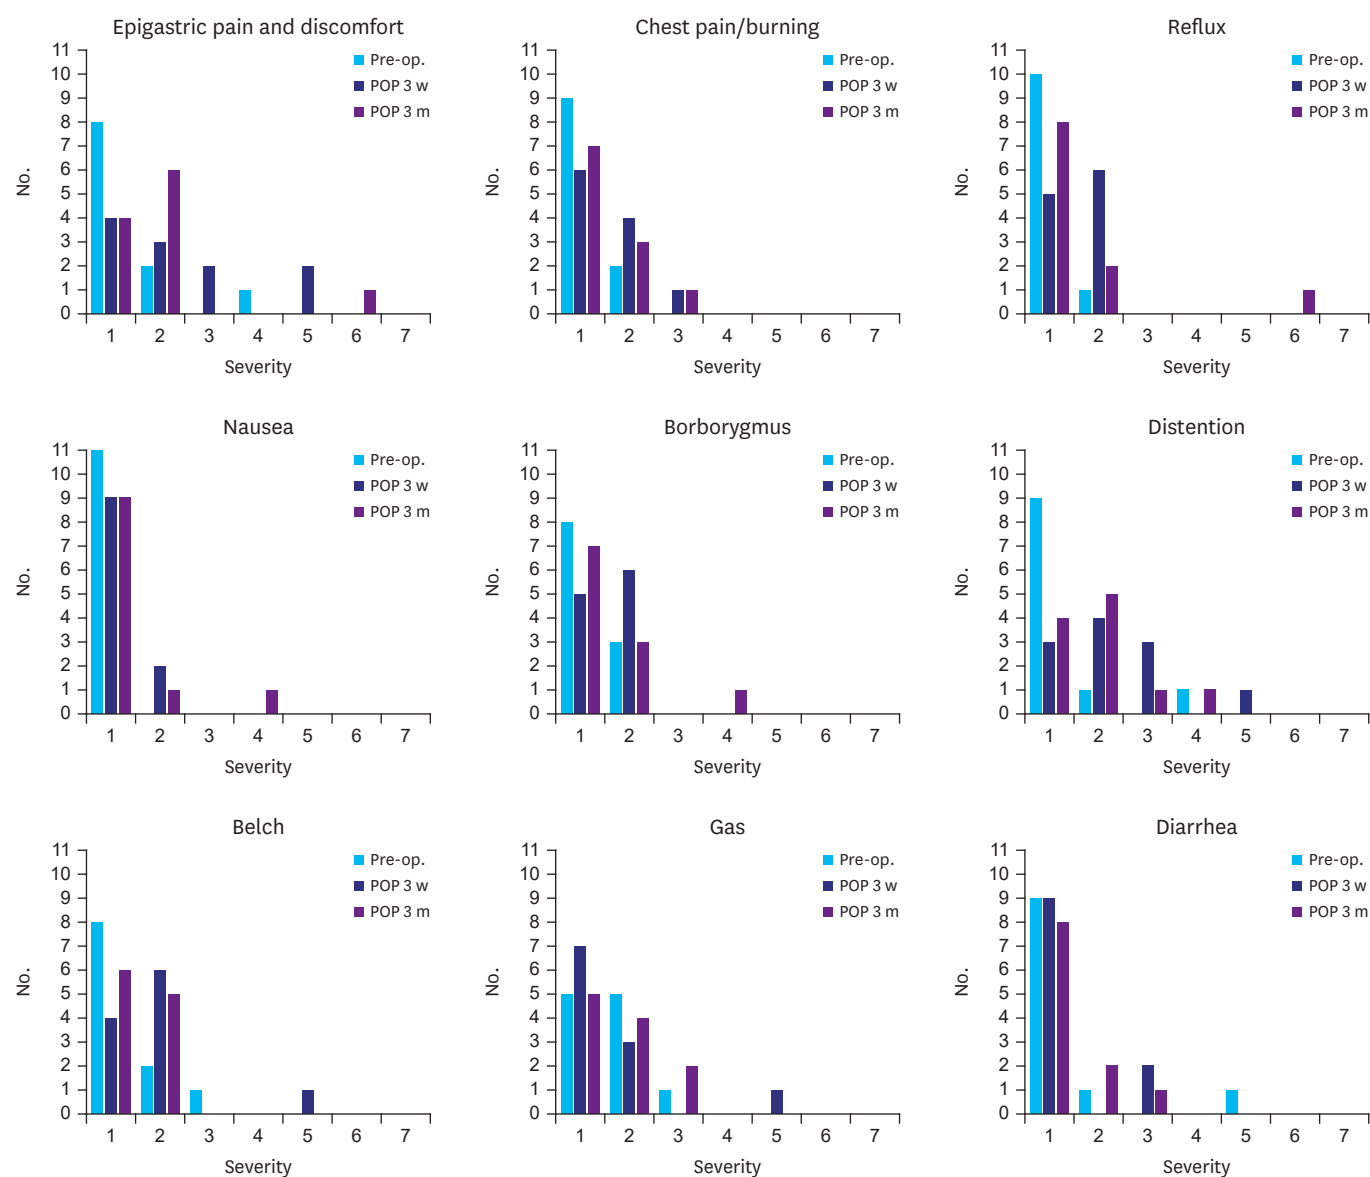 Epigastric pain and discomfort
11
10
9
8
7
6
5
4
3
2
1
0
No.
Pre-op.
POP 3 w
POP 3 m
1 2 3 4 5 6 7
Severity
Chest pain/burning
11
10
9
8
7
6
5
4
3
2
1
0
No.
Pre-op.
POP 3 w
POP 3 m
1 2 3 4 5 6 7
Severity
Reflux
11
10
9
8
7
6
5
4
3
2
1
0
No.
Pre-op.
POP 3 w
POP 3 m
1 2 3 4 5 6 7
Severity
Nausea
11
10
9
8
7
6
5
4
3
2
1
0
No.
Pre-op.
POP 3 w
POP 3 m
1 2 3 4 5 6 7
Severity
Borborygmus
11
10
9
8
7
6
5
4
3
2
1
0
No.
Pre-op.
POP 3 w
POP 3 m
1 2 3 4 5 6 7
Severity
Distention
11
10
9
8
7
6
5
4
3
2
1
0
No.
Pre-op.
POP 3 w
POP 3 m
1 2 3 4 5 6 7
Severity
Belch
11
10
9
8
7
6
5
4
3
2
1
0
No.
Pre-op.
POP 3 w
POP 3 m
1 2 3 4 5 6 7
Severity
Gas
11
10
9
8
7
6
5
4
3
2
1
0
No.
Pre-op.
POP 3 w
POP 3 m
1 2 3 4 5 6 7
Severity
Diarrhea
11
10
9
8
7
6
5
4
3
2
1
0
No.
Pre-op.
POP 3 w
POP 3 m
1 2 3 4 5 6 7
Severity